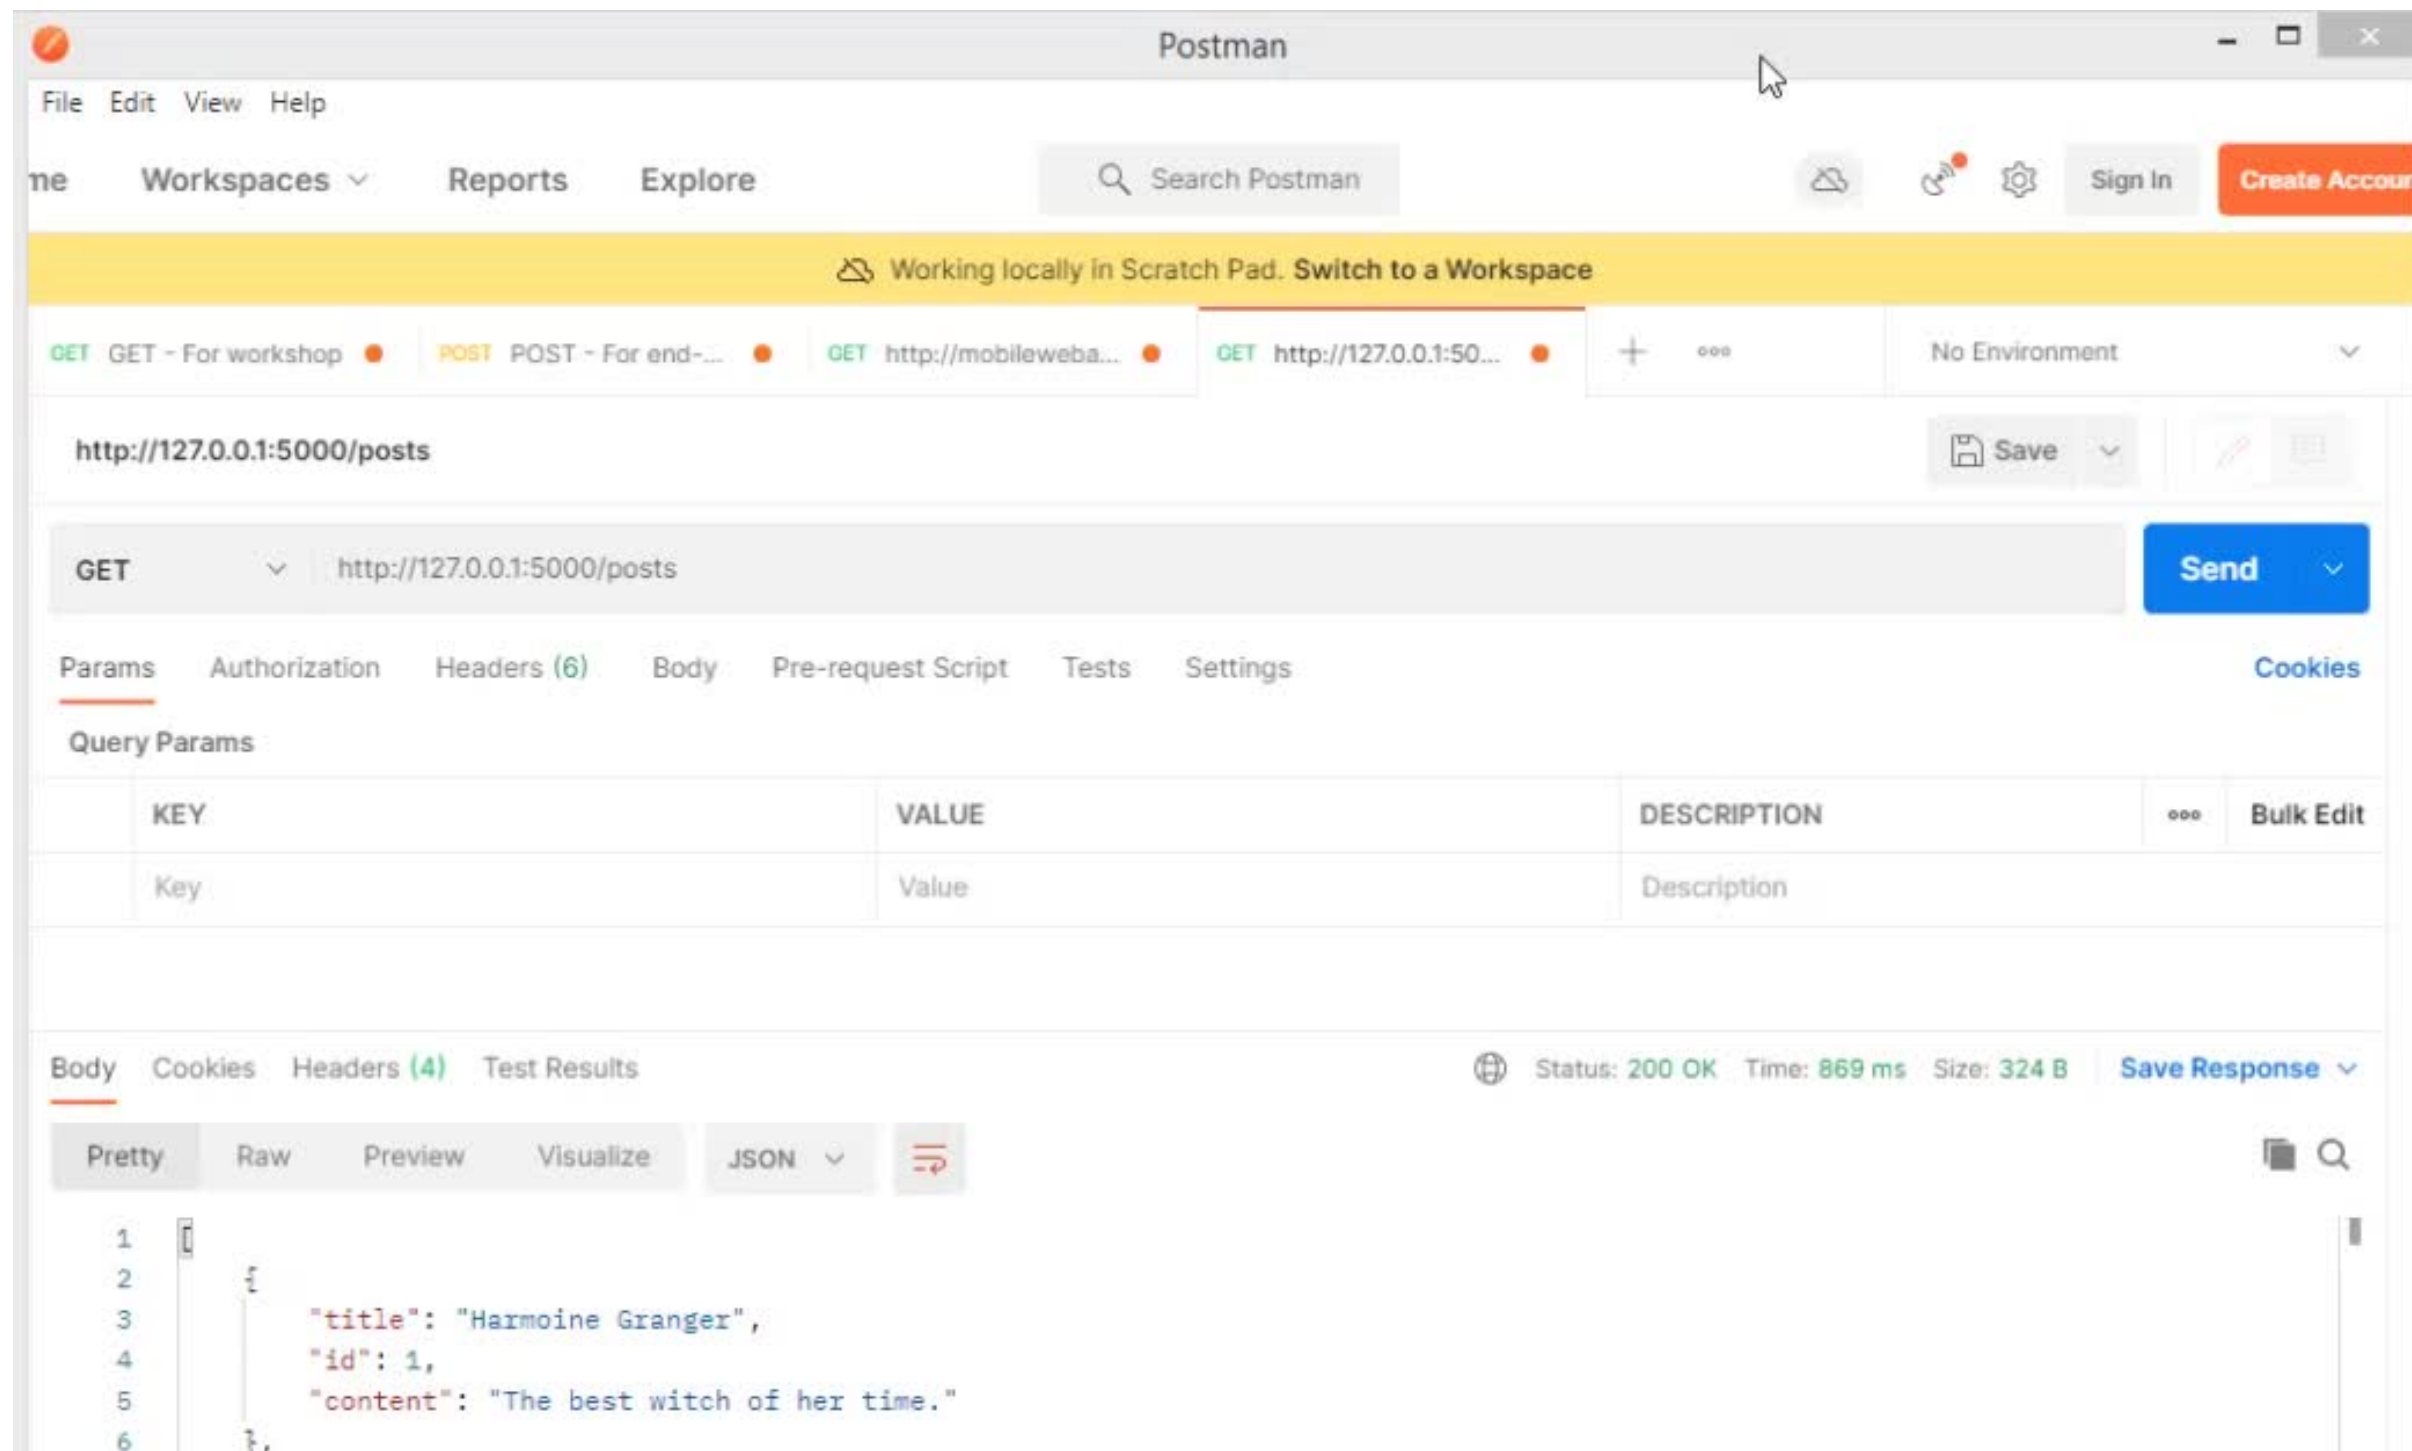 Postman
File Edit View Help
me Workspaces Reports Explore Search Postman Sign In Create Accoun
Working locally in Scratch Pad. Switch to a Workspace
GET GET - For workshop POST POST - For end-... GET http://mobileweba... GET http://127.0.0.1:50... No Environment
http://127.0.0.1:5000/posts Save
GET http://127.0.0.1:5000/posts Send
Params Authorization Headers (6) Body Pre-request Script Tests Settings Cookies
Query Params
KEY VALUE DESCRIPTION Bulk Edit
Key Value Description
Body Cookies Headers (4) Test Results Status: 200 OK Time: 869 ms Size: 324 B Save Response
Pretty Raw Preview Visualize JSON
1 [
2 {
3 "title": "Harmoine Granger",
4 "id": 1,
5 "content": "The best witch of her time."
6 },